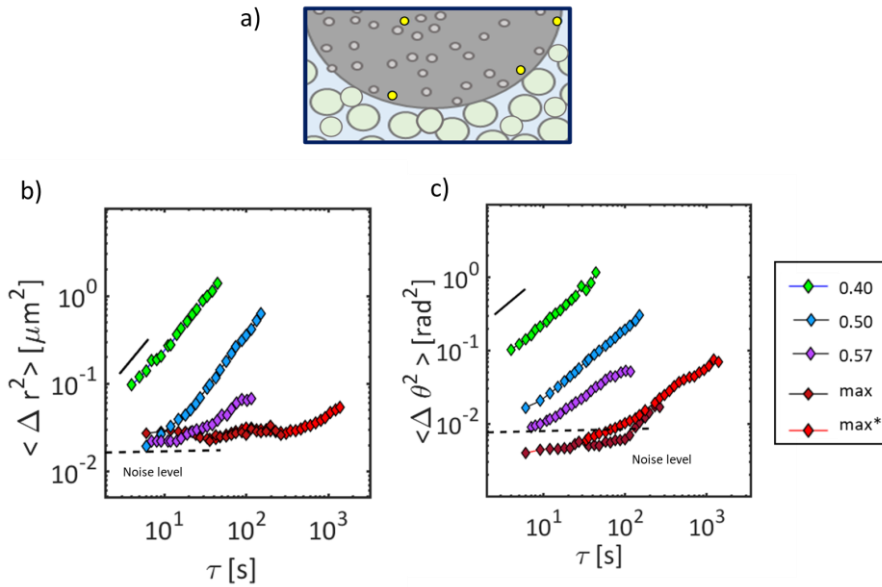 a)
b)
c)
< Δ r² > [μm²]
10⁰
10⁻¹
10⁻²
Noise level
10¹ 10² 10³
τ [s]
< Δ θ² > [rad²]
10⁰
10⁻¹
10⁻²
Noise level
10¹ 10² 10³
τ [s]
0.40
0.50
0.57
max
max*